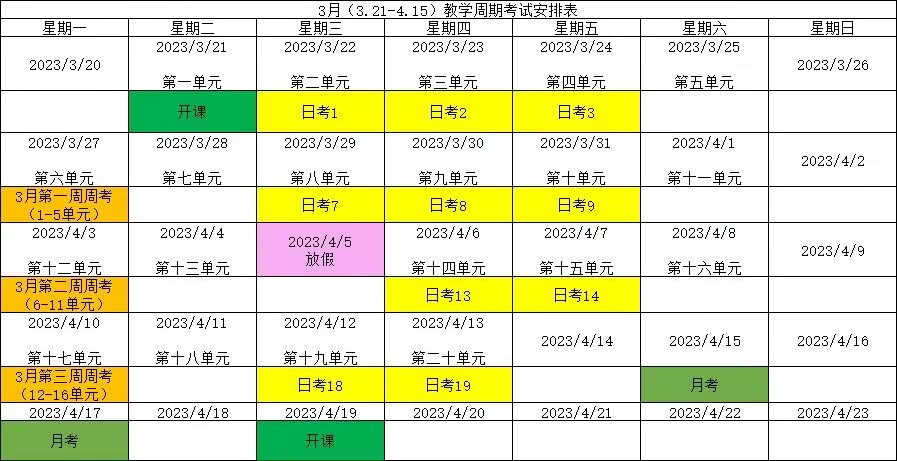 3月（3.21-4.15）教学周期考试安排表
星期一 星期二 星期三 星期四 星期五 星期六 星期日
2023/3/20 2023/3/21 2023/3/22 2023/3/23 2023/3/24 2023/3/25 2023/3/26
第一单元 第二单元 第三单元 第四单元 第五单元
开课 日考1 日考2 日考3
2023/3/27 2023/3/28 2023/3/29 2023/3/30 2023/3/31 2023/4/1 2023/4/2
第六单元 第七单元 第八单元 第九单元 第十单元 第十一单元
3月第一周周考
（1-5单元） 日考7 日考8 日考9
2023/4/3 2023/4/4 2023/4/5 2023/4/6 2023/4/7 2023/4/8 2023/4/9
第十二单元 第十三单元 放假 第十四单元 第十五单元 第十六单元
3月第二周周考
（6-11单元） 日考13 日考14
2023/4/10 2023/4/11 2023/4/12 2023/4/13 2023/4/14 2023/4/15 2023/4/16
第十七单元 第十八单元 第十九单元 第二十单元
3月第三周周考
（12-16单元） 日考18 日考19 月考
2023/4/17 2023/4/18 2023/4/19 2023/4/20 2023/4/21 2023/4/22 2023/4/23
月考 开课